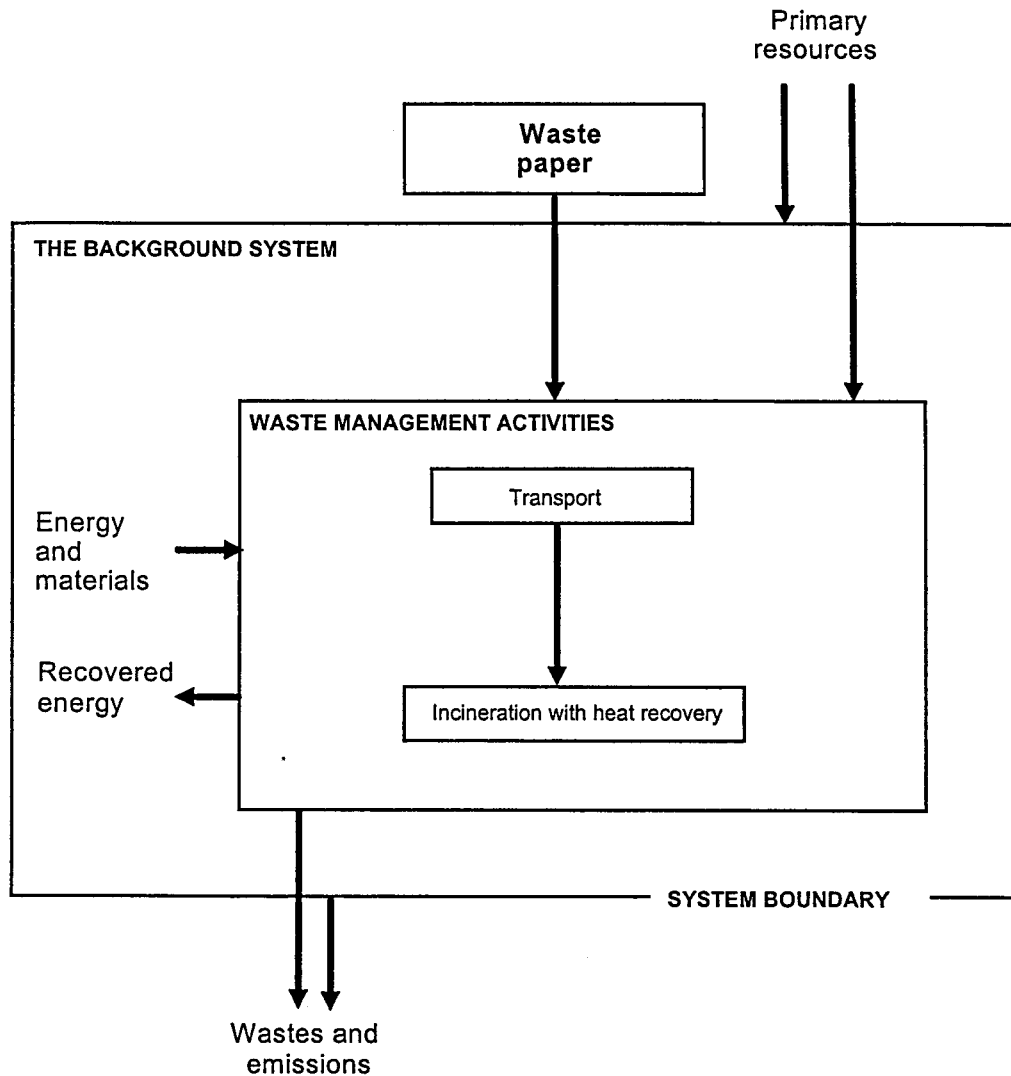 Primary
resources
Waste
paper
THE BACKGROUND SYSTEM
WASTE MANAGEMENT ACTIVITIES
Transport
Energy
and
materials
Recovered
energy
Incineration with heat recovery
SYSTEM BOUNDARY
Wastes and
emissions